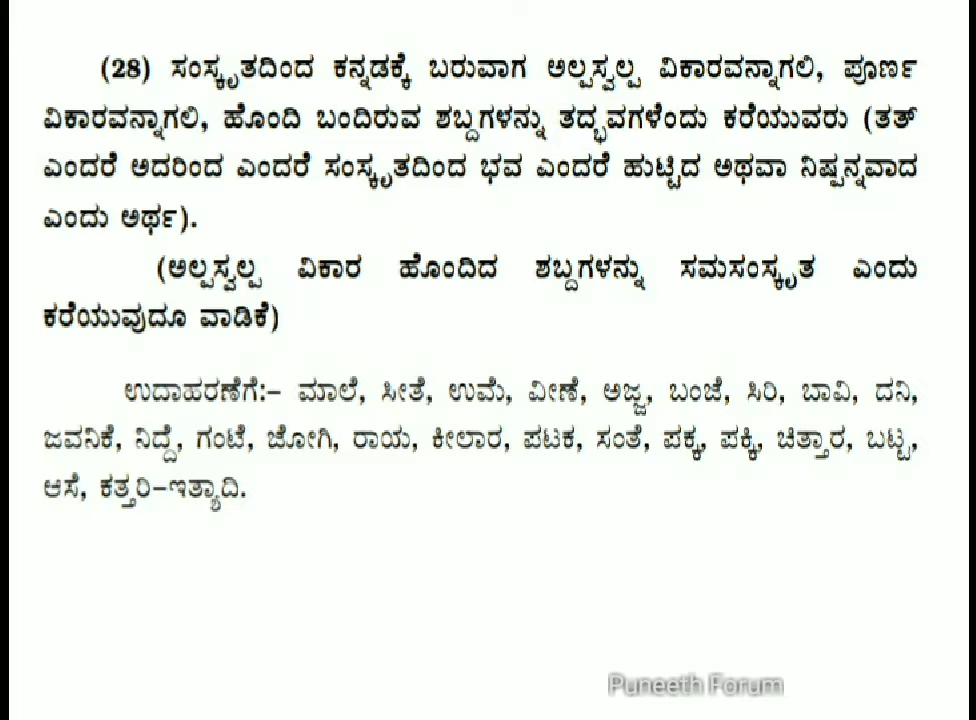 (28) ಸಂಸ್ಕೃತದಿಂದ ಕನ್ನಡಕ್ಕೆ ಬರುವಾಗ ಅಲ್ಪಸ್ವಲ್ಪ ವಿಕಾರವನ್ನಾಗಲಿ, ಪೂರ್ಣ
ವಿಕಾರವನ್ನಾಗಲಿ, ಹೊಂದಿ ಬಂದಿರುವ ಶಬ್ದಗಳನ್ನು ತದ್ಭವಗಳೆಂದು ಕರೆಯುವರು (ತತ್
ಎಂದರೆ ಅದರಿಂದ ಎಂದರೆ ಸಂಸ್ಕೃತದಿಂದ ಭವ ಎಂದರೆ ಹುಟ್ಟಿದ ಅಥವಾ ನಿಷ್ಪನ್ನವಾದ
ಎಂದು ಅರ್ಥ).
(ಅಲ್ಪಸ್ವಲ್ಪ ವಿಕಾರ ಹೊಂದಿದ ಶಬ್ದಗಳನ್ನು ಸಮಸಂಸ್ಕೃತ ಎಂದು
ಕರೆಯುವುದೂ ವಾಡಿಕೆ)
ಉದಾಹರಣೆಗೆ:– ಮಾಲೆ, ಸೀತೆ, ಉಮೆ, ವೀಣೆ, ಅಜ್ಜ, ಬಂಜೆ, ಸಿರಿ, ಬಾವಿ, ದನಿ,
ಜವನಿಕೆ, ನಿದ್ದೆ, ಗಂಟೆ, ಜೋಗಿ, ರಾಯ, ಕೀಲಾರ, ಪಟಕ, ಸಂತೆ, ಪಕ್ಕ, ಪಕ್ಕಿ, ಚಿತ್ತಾರ, ಬಟ್ಟ,
ಆಸೆ, ಕತ್ತರಿ–ಇತ್ಯಾದಿ.
Puneeth Forum